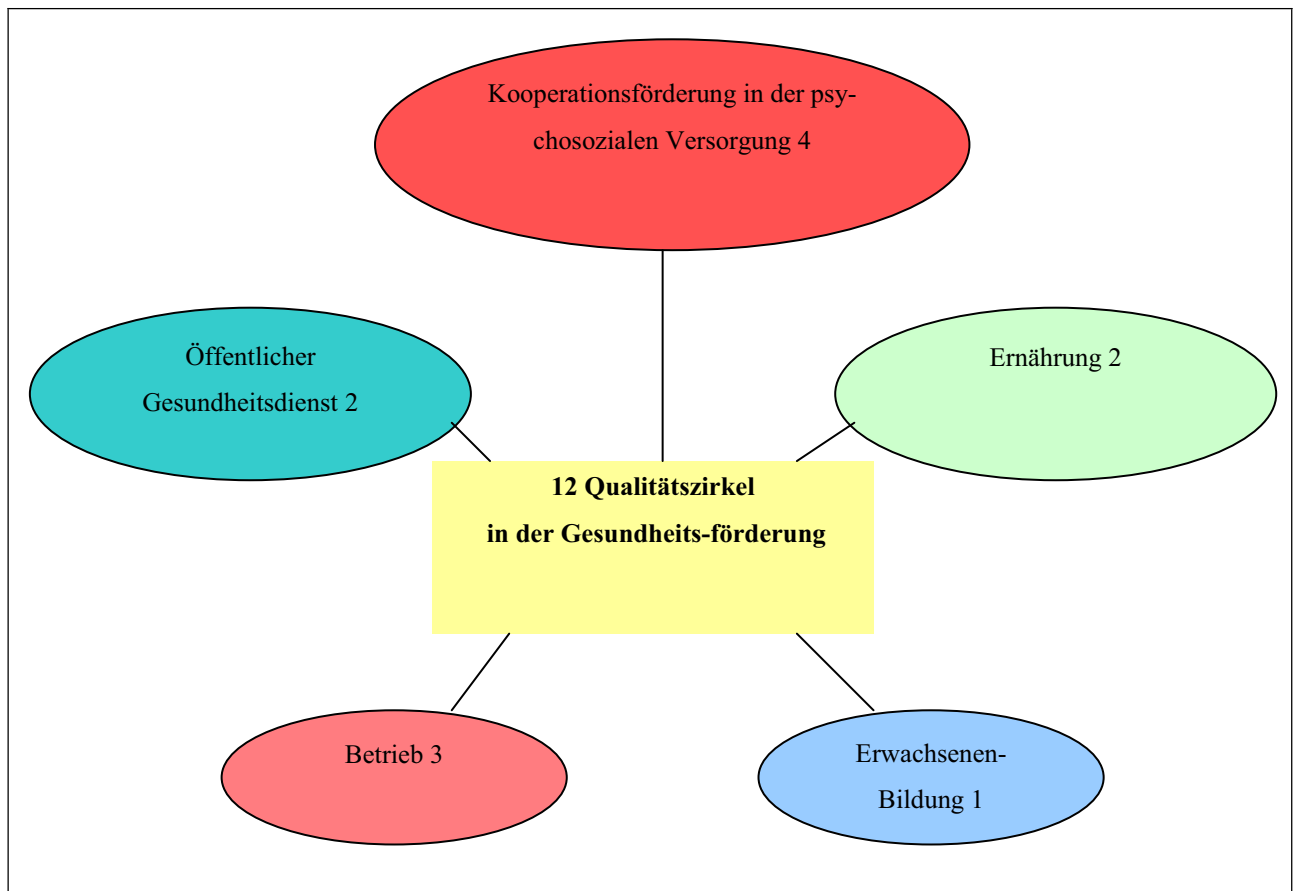 Kooperationsförderung in der psy-
chosozialen Versorgung 4
Öffentlicher
Gesundheitsdienst 2
Ernährung 2
12 Qualitätszirkel
in der Gesundheits-förderung
Betrieb 3
Erwachsenen-
Bildung 1